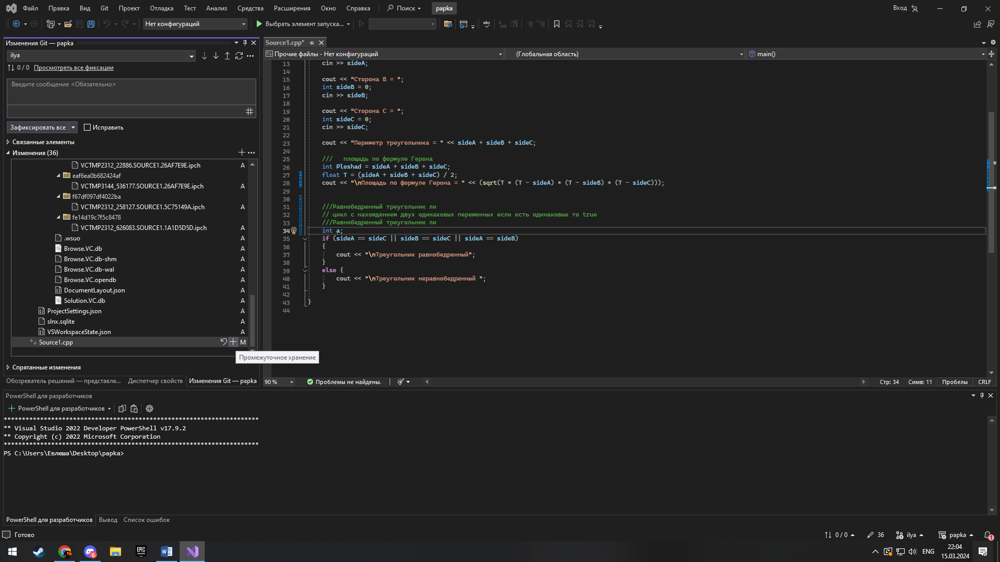 Файл Правка Вид Git Проект Отладка Тест Анализ Средства Расширения Окно Справка Поиск papka Вход
Нет конфигураций Выбрать элемент запуска...
Изменения Git — papka
ilya
0 / 0 Просмотреть все фиксации
Введите сообщение <Обязательно>
Зафиксировать все Исправить
Связанные элементы
Изменения (36)
VCTMP2312_22886.SOURCE1.26AF7E9E.ipch A
eaf6ea0b682424af
VCTMP3144_536177.SOURCE1.26AF7E9E.ipch A
f67df097df4022ba
VCTMP2312_258127.SOURCE1.5C75149A.ipch A
fe14d19c7f5c8478
VCTMP2312_626083.SOURCE1.1A1D5D5D.ipch A
.wsuo A
Browse.VC.db A
Browse.VC.db-shm A
Browse.VC.db-wal A
Browse.VC.opendb A
DocumentLayout.json A
Solution.VC.db A
ProjectSettings.json A
slnx.sqlite A
VSWorkspaceState.json A
Source1.cpp M
Промежуточное хранение
Спрятанные изменения
Обозреватель решений — представле... Диспетчер свойств Изменения Git — papka
Source1.cpp*
Прочие файлы - Нет конфигураций (Глобальная область) main()
13 cin >> sideA;
14
15 cout << "Сторона B = ";
16 int sideB = 0;
17 cin >> sideB;
18
19 cout << "Сторона C = ";
20 int sideC = 0;
21 cin >> sideC;
22
23 cout << "Периметр треугольника = " << sideA + sideB + sideC;
24
25 /// площадь по формуле Герона
26 int Ploshad = sideA + sideB + sideC;
27 float T = (sideA + sideB + sideC) / 2;
28 cout << "\nПлощадь по формуле Герона = " << (sqrt(T * (T - sideA) * (T - sideB) * (T - sideC)));
29
30
31 ///Равнобедренный треугольник ли
32 // цикл с нахождением двух одинаковых переменных если есть одинаковые то true
33 ///Равнобедренный треугольник ли
34 int a;
35 if (sideA == sideC || sideB == sideC || sideA == sideB)
36 {
37 cout << "\nТреугольник равнобедренный";
38 }
39 else {
40 cout << "\nТреугольник неравнобедренный ";
41 }
42
43 }
44
90 % Проблемы не найдены. Стр: 34 Симв: 11 Пробелы CRLF
PowerShell для разработчиков
PowerShell для разработчиков
**********************************************************************
** Visual Studio 2022 Developer PowerShell v17.9.2
** Copyright (c) 2022 Microsoft Corporation
**********************************************************************
PS C:\Users\Евлюша\Desktop\papka>
PowerShell для разработчиков Вывод Список ошибок
Готово 0 / 0 36 ilya papka 1
EPIC GAMES 6 ENG 22:04
15.03.2024